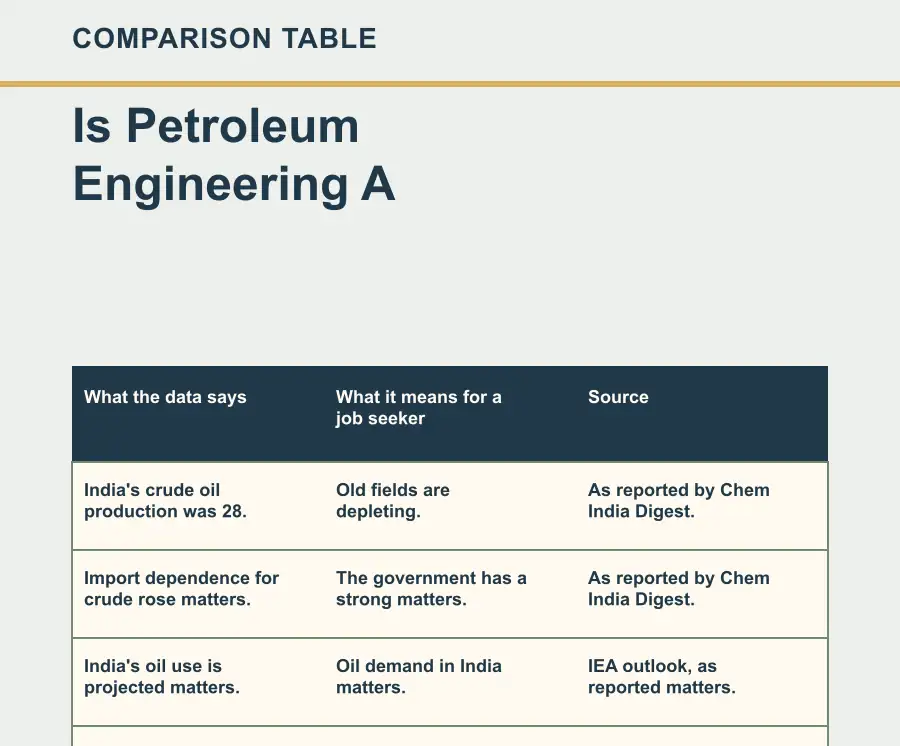 COMPARISON TABLE
Is Petroleum
Engineering A
What the data says
What it means for a
job seeker
Source
India's crude oil
production was 28.
Old fields are
depleting.
As reported by Chem
India Digest.
Import dependence for
crude rose matters.
The government has a
strong matters.
As reported by Chem
India Digest.
India's oil use is
projected matters.
Oil demand in India
matters.
IEA outlook, as
reported matters.